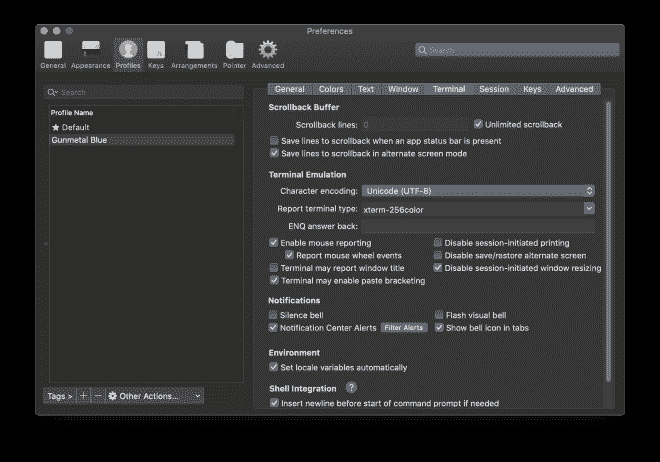 Preferences
General Appearance Profiles Keys Arrangements Pointer Advanced
Search
Search
Profile Name
★ Default
Gunmetal Blue
Tags > + − Other Actions...
General Colors Text Window Terminal Session Keys Advanced
Scrollback Buffer
Scrollback lines: 0 Unlimited scrollback
Save lines to scrollback when an app status bar is present
Save lines to scrollback in alternate screen mode
Terminal Emulation
Character encoding: Unicode (UTF-8)
Report terminal type: xterm-256color
ENQ answer back:
Enable mouse reporting Disable session-initiated printing
Report mouse wheel events Disable save/restore alternate screen
Terminal may report window title Disable session-initiated window resizing
Terminal may enable paste bracketing
Notifications
Silence bell Flash visual bell
Notification Center Alerts Filter Alerts Show bell icon in tabs
Environment
Set locale variables automatically
Shell Integration ?
Insert newline before start of command prompt if needed